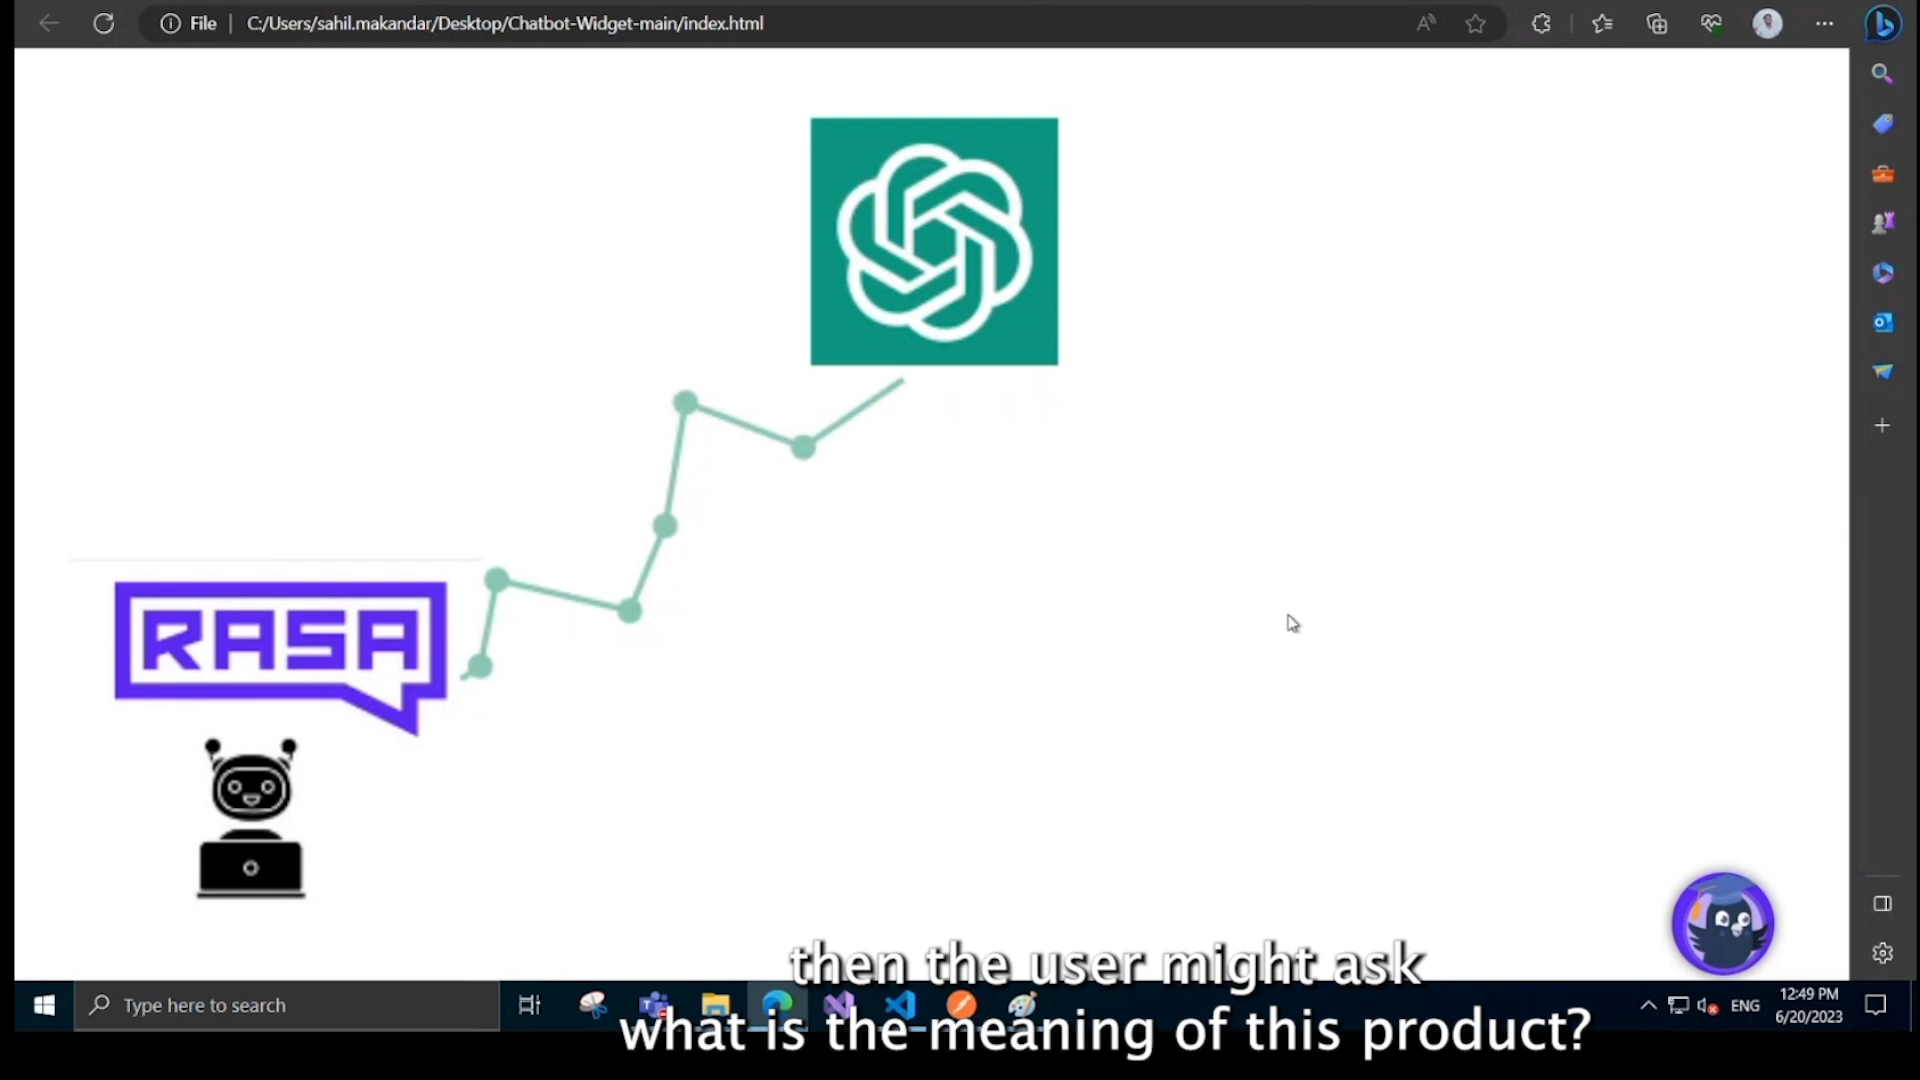 File
C:/Users/sahil.makandar/Desktop/Chatbot-Widget-main/index.html
RASA
then the user might ask
what is the meaning of this product?
Type here to search
ENG
12:49 PM
6/20/2023